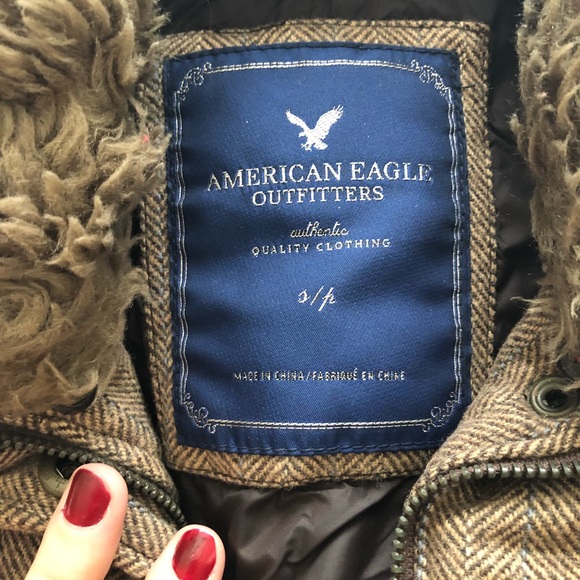 AMERICAN EAGLE
OUTFITTERS
authentic
QUALITY CLOTHING
s/p
MADE IN CHINA/FABRIQUÉ EN CHINE